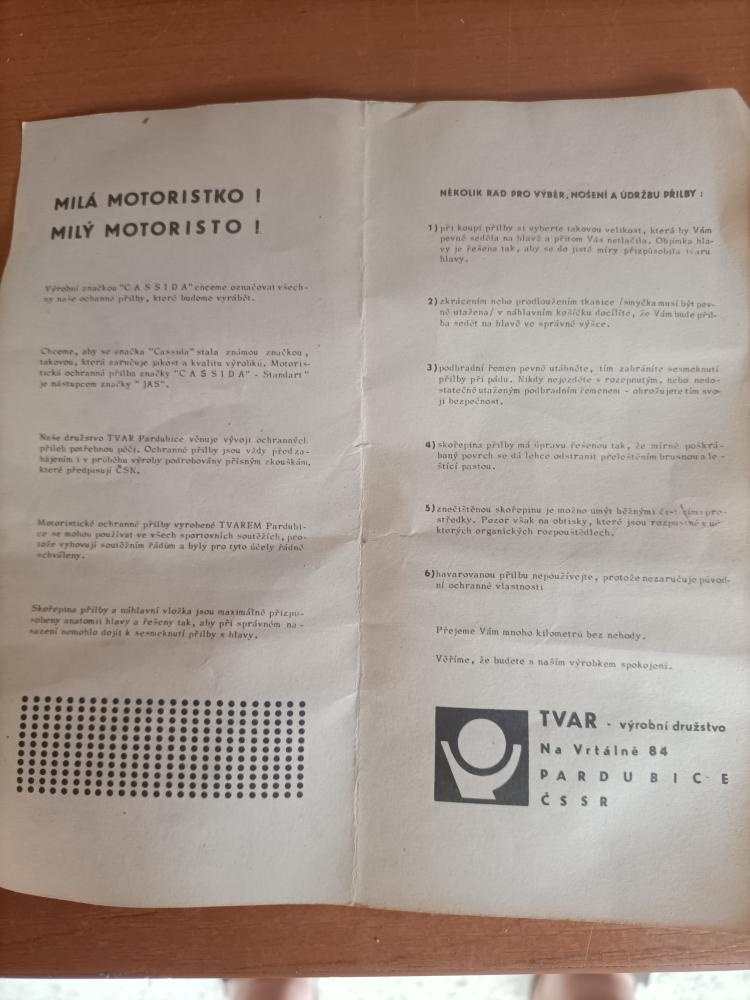 MILÁ MOTORISTKO !
MILÝ MOTORISTO !
Výrobní značkou "C A S S I D A" chceme označovat všech-
ny naše ochranné přilby, které budeme vyrábět.
Chceme, aby se značka "Cassida" stala známou značkou,
takovou, která zaručuje jakost a kvalitu výrobků. Motoris-
tická ochranná přilba značky "C A S S I D A" - Standart"
je nástupcem značky " JAS".
Naše družstvo TVAR Pardubice věnuje vývoji ochranných
přileb potřebnou péči. Ochranné přilby jsou vždy před za-
hájením i v průběhu výroby podrobovány přísným zkouškám,
které předpisují ČSN.
Motoristické ochranné přilby vyrobené TVAREM Pardubi-
ce se mohou používat ve všech sportovních soutěžích, pro-
tože vyhovují soutěžním řádům a byly pro tyto účely řádně
schváleny.
Skořepina přilby a náhlavní vložka jsou maximálně přizpů-
sobeny anatomii hlavy a řešeny tak, aby při správném na -
sazení nemohlo dojít k sesmeknutí přilby s hlavy.
NĚKOLIK RAD PRO VÝBĚR, NOŠENÍ A ÚDRŽBU PŘILBY :
1) při koupi přilby si vyberte takovou velikost, která by Vám
pevně seděla na hlavě a přitom Vás netlačila. Objímka hla-
vy je řešena tak, aby se do jisté míry přizpůsobila tvaru
hlavy.
2) zkrácením nebo prodloužením tkanice /smyčka musí být pev-
ně utažena/ v náhlavním košíčku docílíte, že Vám bude přil-
ba sedět na hlavě ve správné výšce.
3) podbradní řemen pevně utáhněte, tím zabráníte sesmeknutí
přilby při pádu. Nikdy nejezděte s rozepnutým, nebo nedo-
statečně utaženým podbradním řemenem - ohrožujete tím svo-
ji bezpečnost.
4) skořepina přilby má úpravu řešenou tak, že mírně poškrá-
baný povrch se dá lehce odstranit přeleštěním brusnou a le -
štící pastou.
5) znečištěnou skořepinu je možno umýt běžnými čistícími pro-
středky. Pozor však na obtisky, které jsou rozpustné v ně-
kterých organických rozpouštědlech.
6) havarovanou přilbu nepoužívejte, protože nezaručuje původ-
ní ochranné vlastnosti
Přejeme Vám mnoho kilometrů bez nehody.
Věříme, že budete s naším výrobkem spokojeni.
TVAR - výrobní družstvo
Na Vrtálně 84
P A R D U B I C E
Č S S R